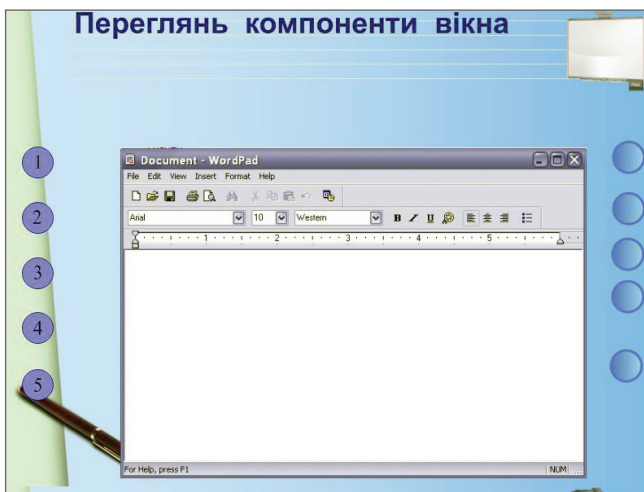 Переглянь компоненти вікна
1
2
3
4
5
Document - WordPad
File Edit View Insert Format Help
Arial 10 Western B / U
1 2 3 4 5
For Help, press F1 NUM